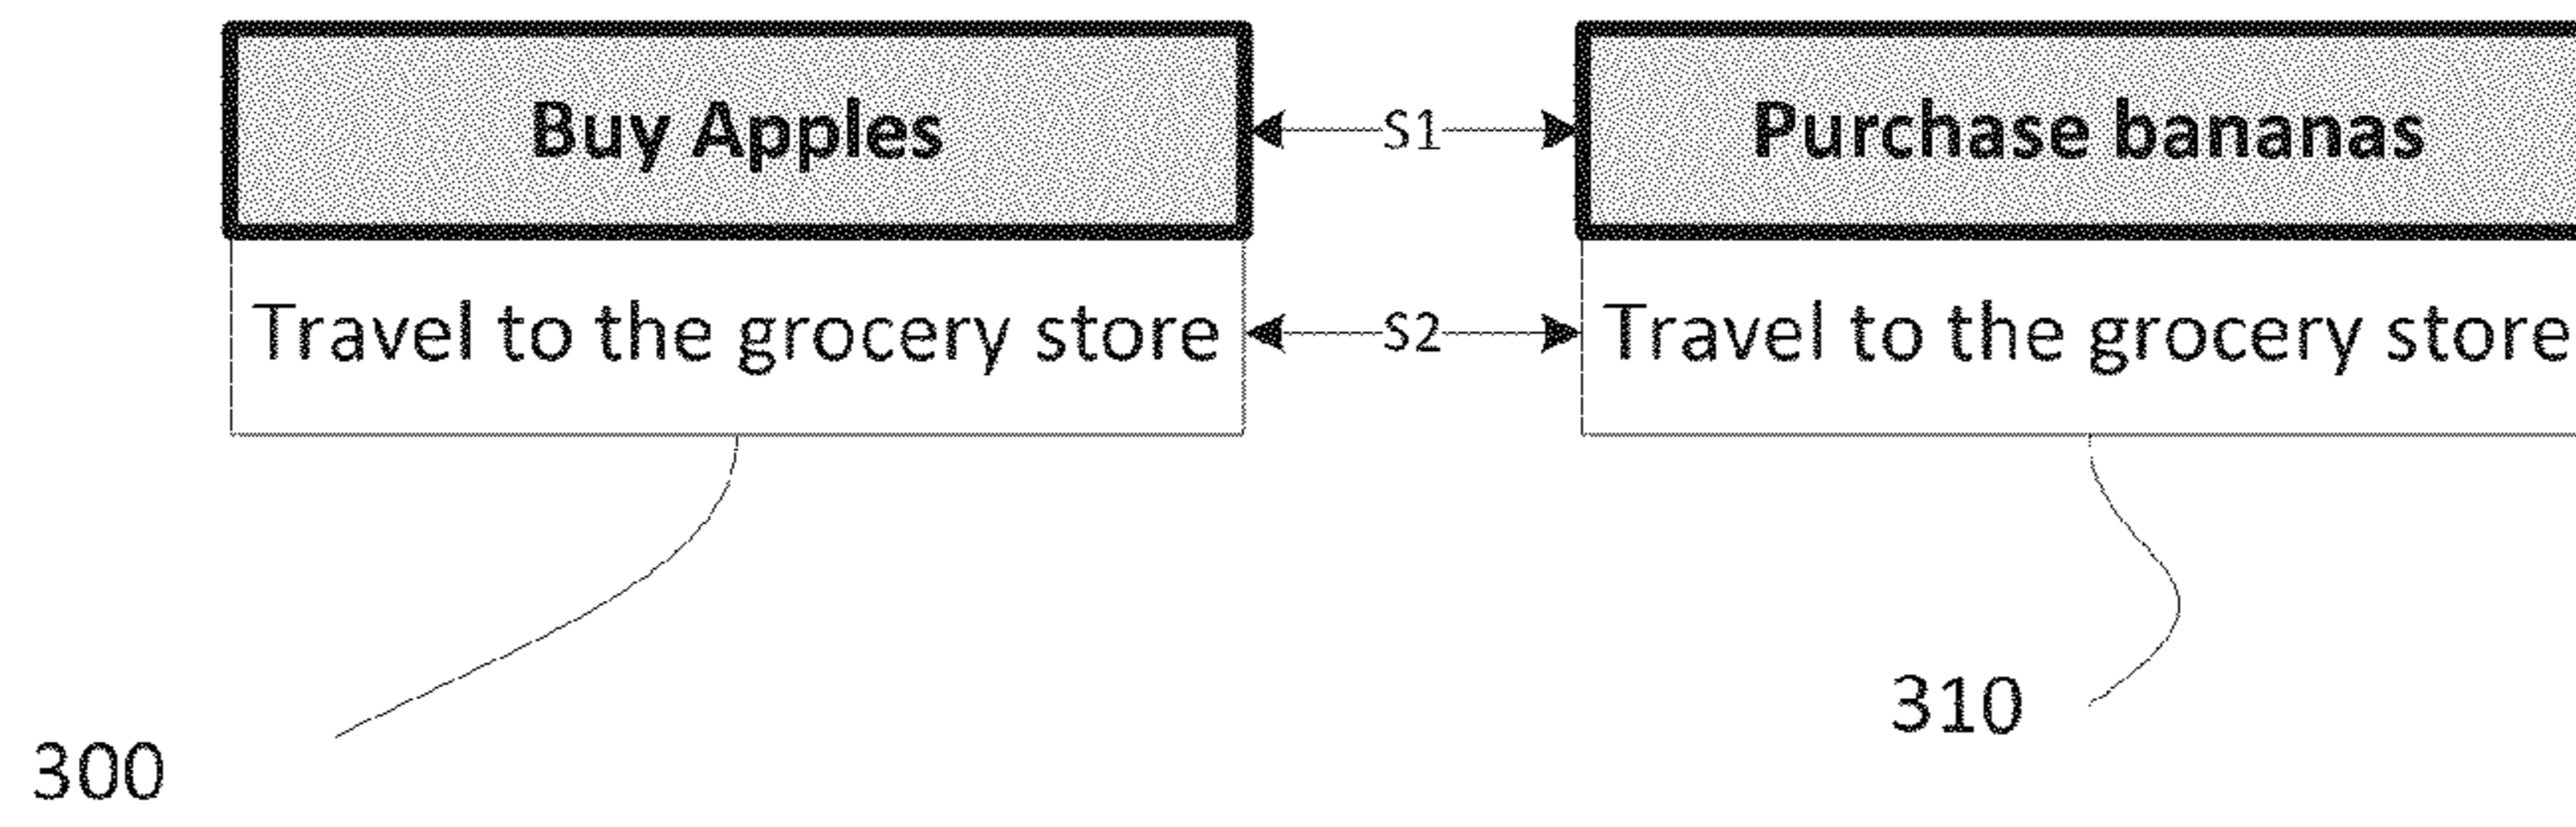 Buy Apples
S1
Purchase bananas
Travel to the grocery store
S2
Travel to the grocery store
300
310